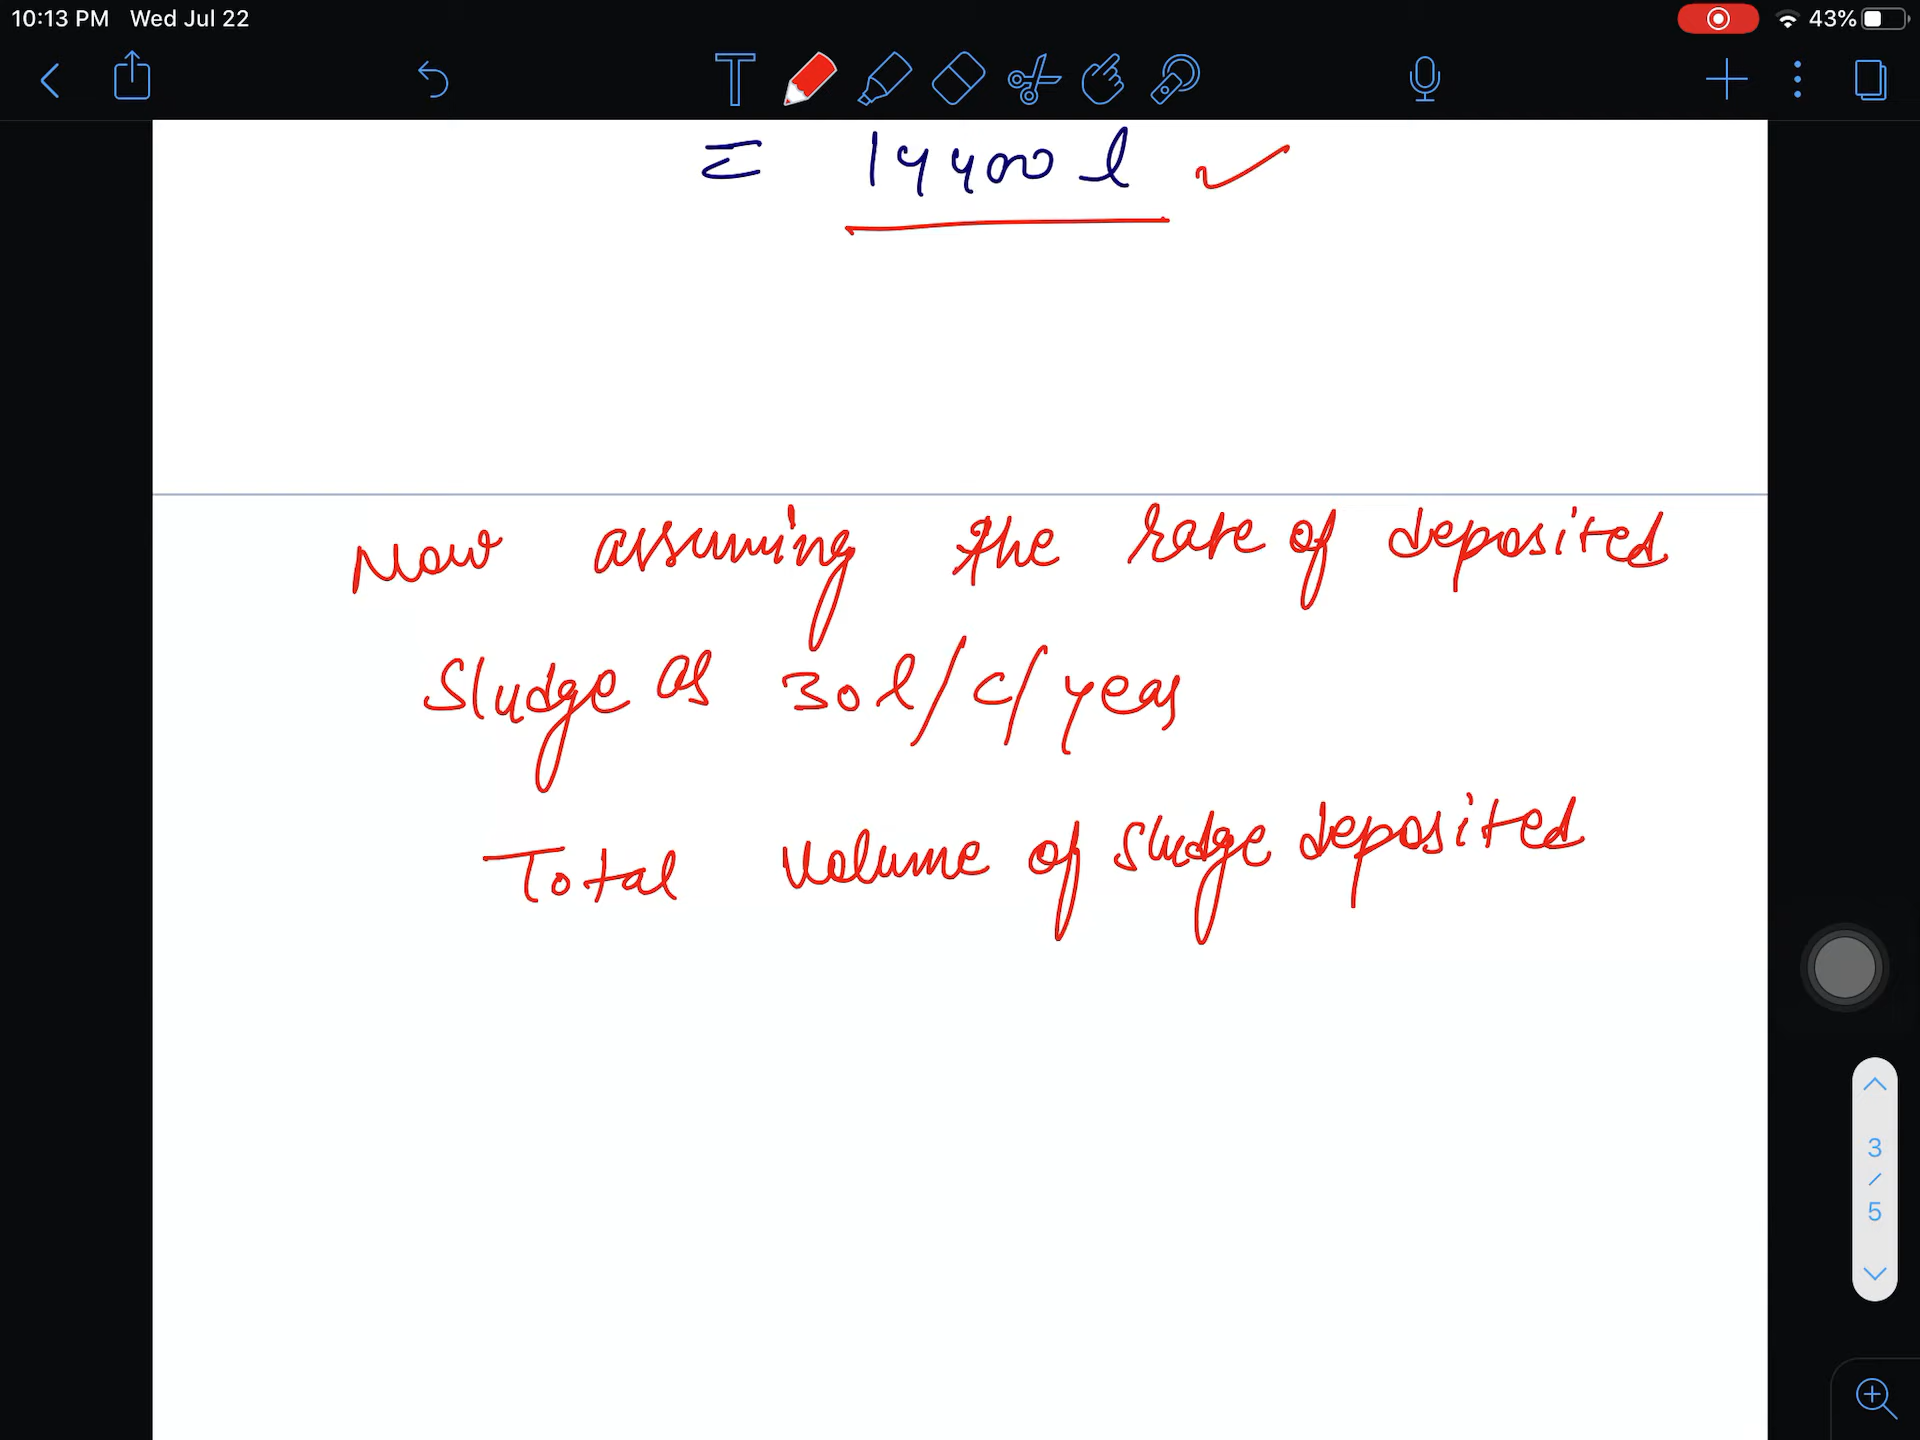 10:13 PM Wed Jul 22 43%
T
= 14400 l
Now assuming the rate of deposited
Sludge as 30 l/c/year
Total volume of sludge deposited
3
/
5